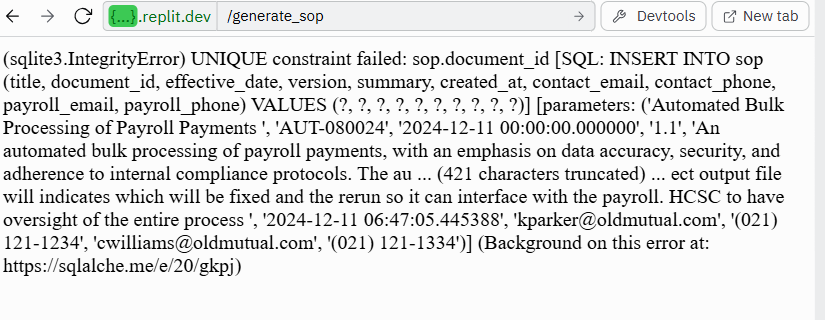 {...}.replit.dev /generate_sop Devtools New tab
(sqlite3.IntegrityError) UNIQUE constraint failed: sop.document_id [SQL: INSERT INTO sop
(title, document_id, effective_date, version, summary, created_at, contact_email, contact_phone,
payroll_email, payroll_phone) VALUES (?, ?, ?, ?, ?, ?, ?, ?, ?, ?)] [parameters: ('Automated Bulk
Processing of Payroll Payments ', 'AUT-080024', '2024-12-11 00:00:00.000000', '1.1', 'An
automated bulk processing of payroll payments, with an emphasis on data accuracy, security, and
adherence to internal compliance protocols. The au ... (421 characters truncated) ... ect output file
will indicates which will be fixed and the rerun so it can interface with the payroll. HCSC to have
oversight of the entire process ', '2024-12-11 06:47:05.445388', 'kparker@oldmutual.com', '(021)
121-1234', 'cwilliams@oldmutual.com', '(021) 121-1334')] (Background on this error at:
https://sqlalche.me/e/20/gkpj)